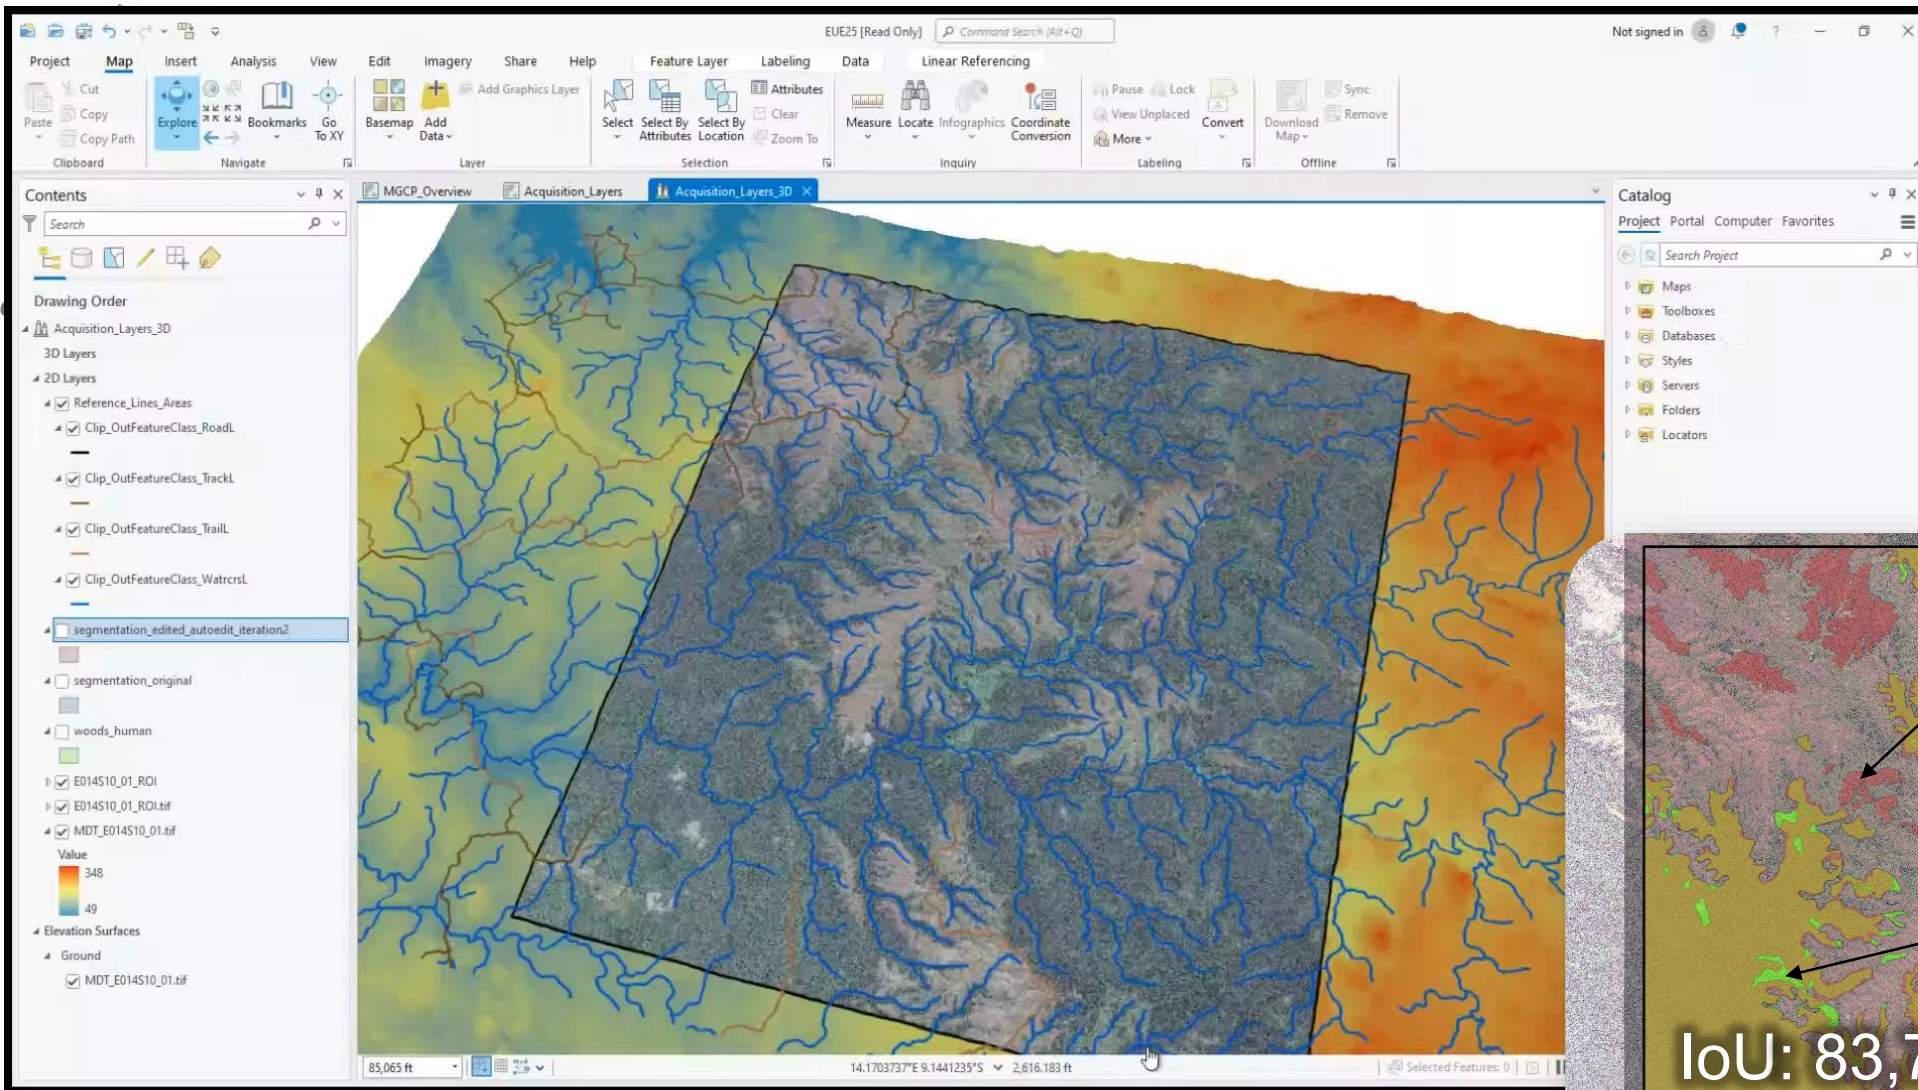 EUE25 [Read Only]
Command Search (Alt+Q)
Not signed in
?
Project Map Insert Analysis View Edit Imagery Share Help Feature Layer Labeling Data Linear Referencing
Paste
Cut
Copy
Copy Path
Clipboard
Explore
Bookmarks
Go To XY
Navigate
Basemap
Add Data
Add Graphics Layer
Layer
Select
Select By Attributes
Select By Location
Attributes
Clear
Zoom To
Selection
Measure
Locate
Infographics
Coordinate Conversion
Inquiry
Pause
Lock
View Unplaced
More
Convert
Labeling
Download Map
Sync
Remove
Offline
Contents
Search
Drawing Order
Acquisition_Layers_3D
3D Layers
2D Layers
Reference_Lines_Areas
Clip_OutFeatureClass_RoadL
Clip_OutFeatureClass_TrackL
Clip_OutFeatureClass_TrailL
Clip_OutFeatureClass_WatrcrsL
segmentation_edited_autoedit_iteration2
segmentation_original
woods_human
E014S10_01_ROI
E014S10_01_ROI.tif
MDT_E014S10_01.tif
Value
348
49
Elevation Surfaces
Ground
MDT_E014S10_01.tif
MGCP_Overview
Acquisition_Layers
Acquisition_Layers_3D
85,065 ft
14.1703737°E 9.1441235°S
2,616.183 ft
Selected Features: 0
Catalog
Project Portal Computer Favorites
Search Project
Maps
Toolboxes
Databases
Styles
Servers
Folders
Locators
IoU: 83,7